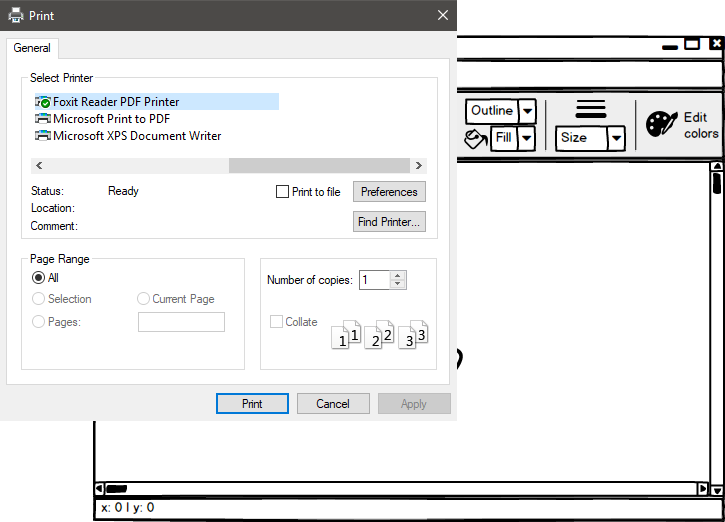 Print
General
Select Printer
Foxit Reader PDF Printer
Microsoft Print to PDF
Microsoft XPS Document Writer
Status: Ready
Print to file
Preferences
Location:
Comment:
Find Printer...
Page Range
All
Selection
Current Page
Pages:
Number of copies: 1
Collate
1 1 2 2 3 3
Print
Cancel
Apply
Outline
Fill
Size
Edit
colors
x: 0 | y: 0